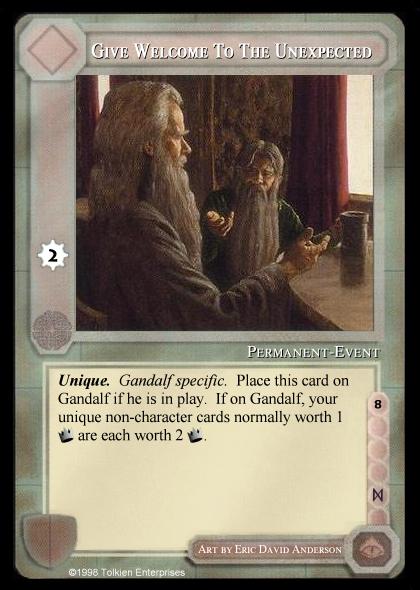 Give Welcome To The Unexpected
2
Permanent-Event
Unique. Gandalf specific. Place this card on
Gandalf if he is in play. If on Gandalf, your
unique non-character cards normally worth 1
are each worth 2 .
8
Art by Eric David Anderson
©1998 Tolkien Enterprises